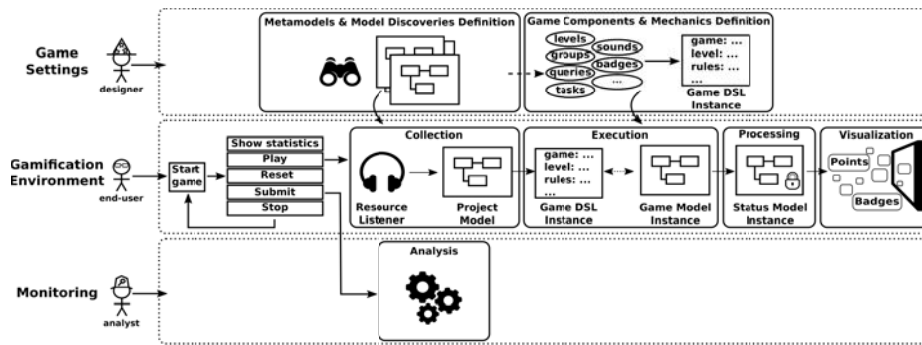 Metamodels & Model Discoveries Definition
Game Components & Mechanics Definition
Game
Settings
designer
levels
groups
queries
tasks
sounds
badges
...
game: ...
level: ...
rules: ...
...
Game DSL
Instance
Gamification
Environment
end-user
Start
game
Show statistics
Play
Reset
Submit
Stop
Collection
Resource
Listener
Project
Model
Execution
game: ...
level: ...
rules: ...
...
Game DSL
Instance
Game Model
Instance
Processing
Status Model
Instance
Visualization
Points
Badges
Monitoring
analyst
Analysis